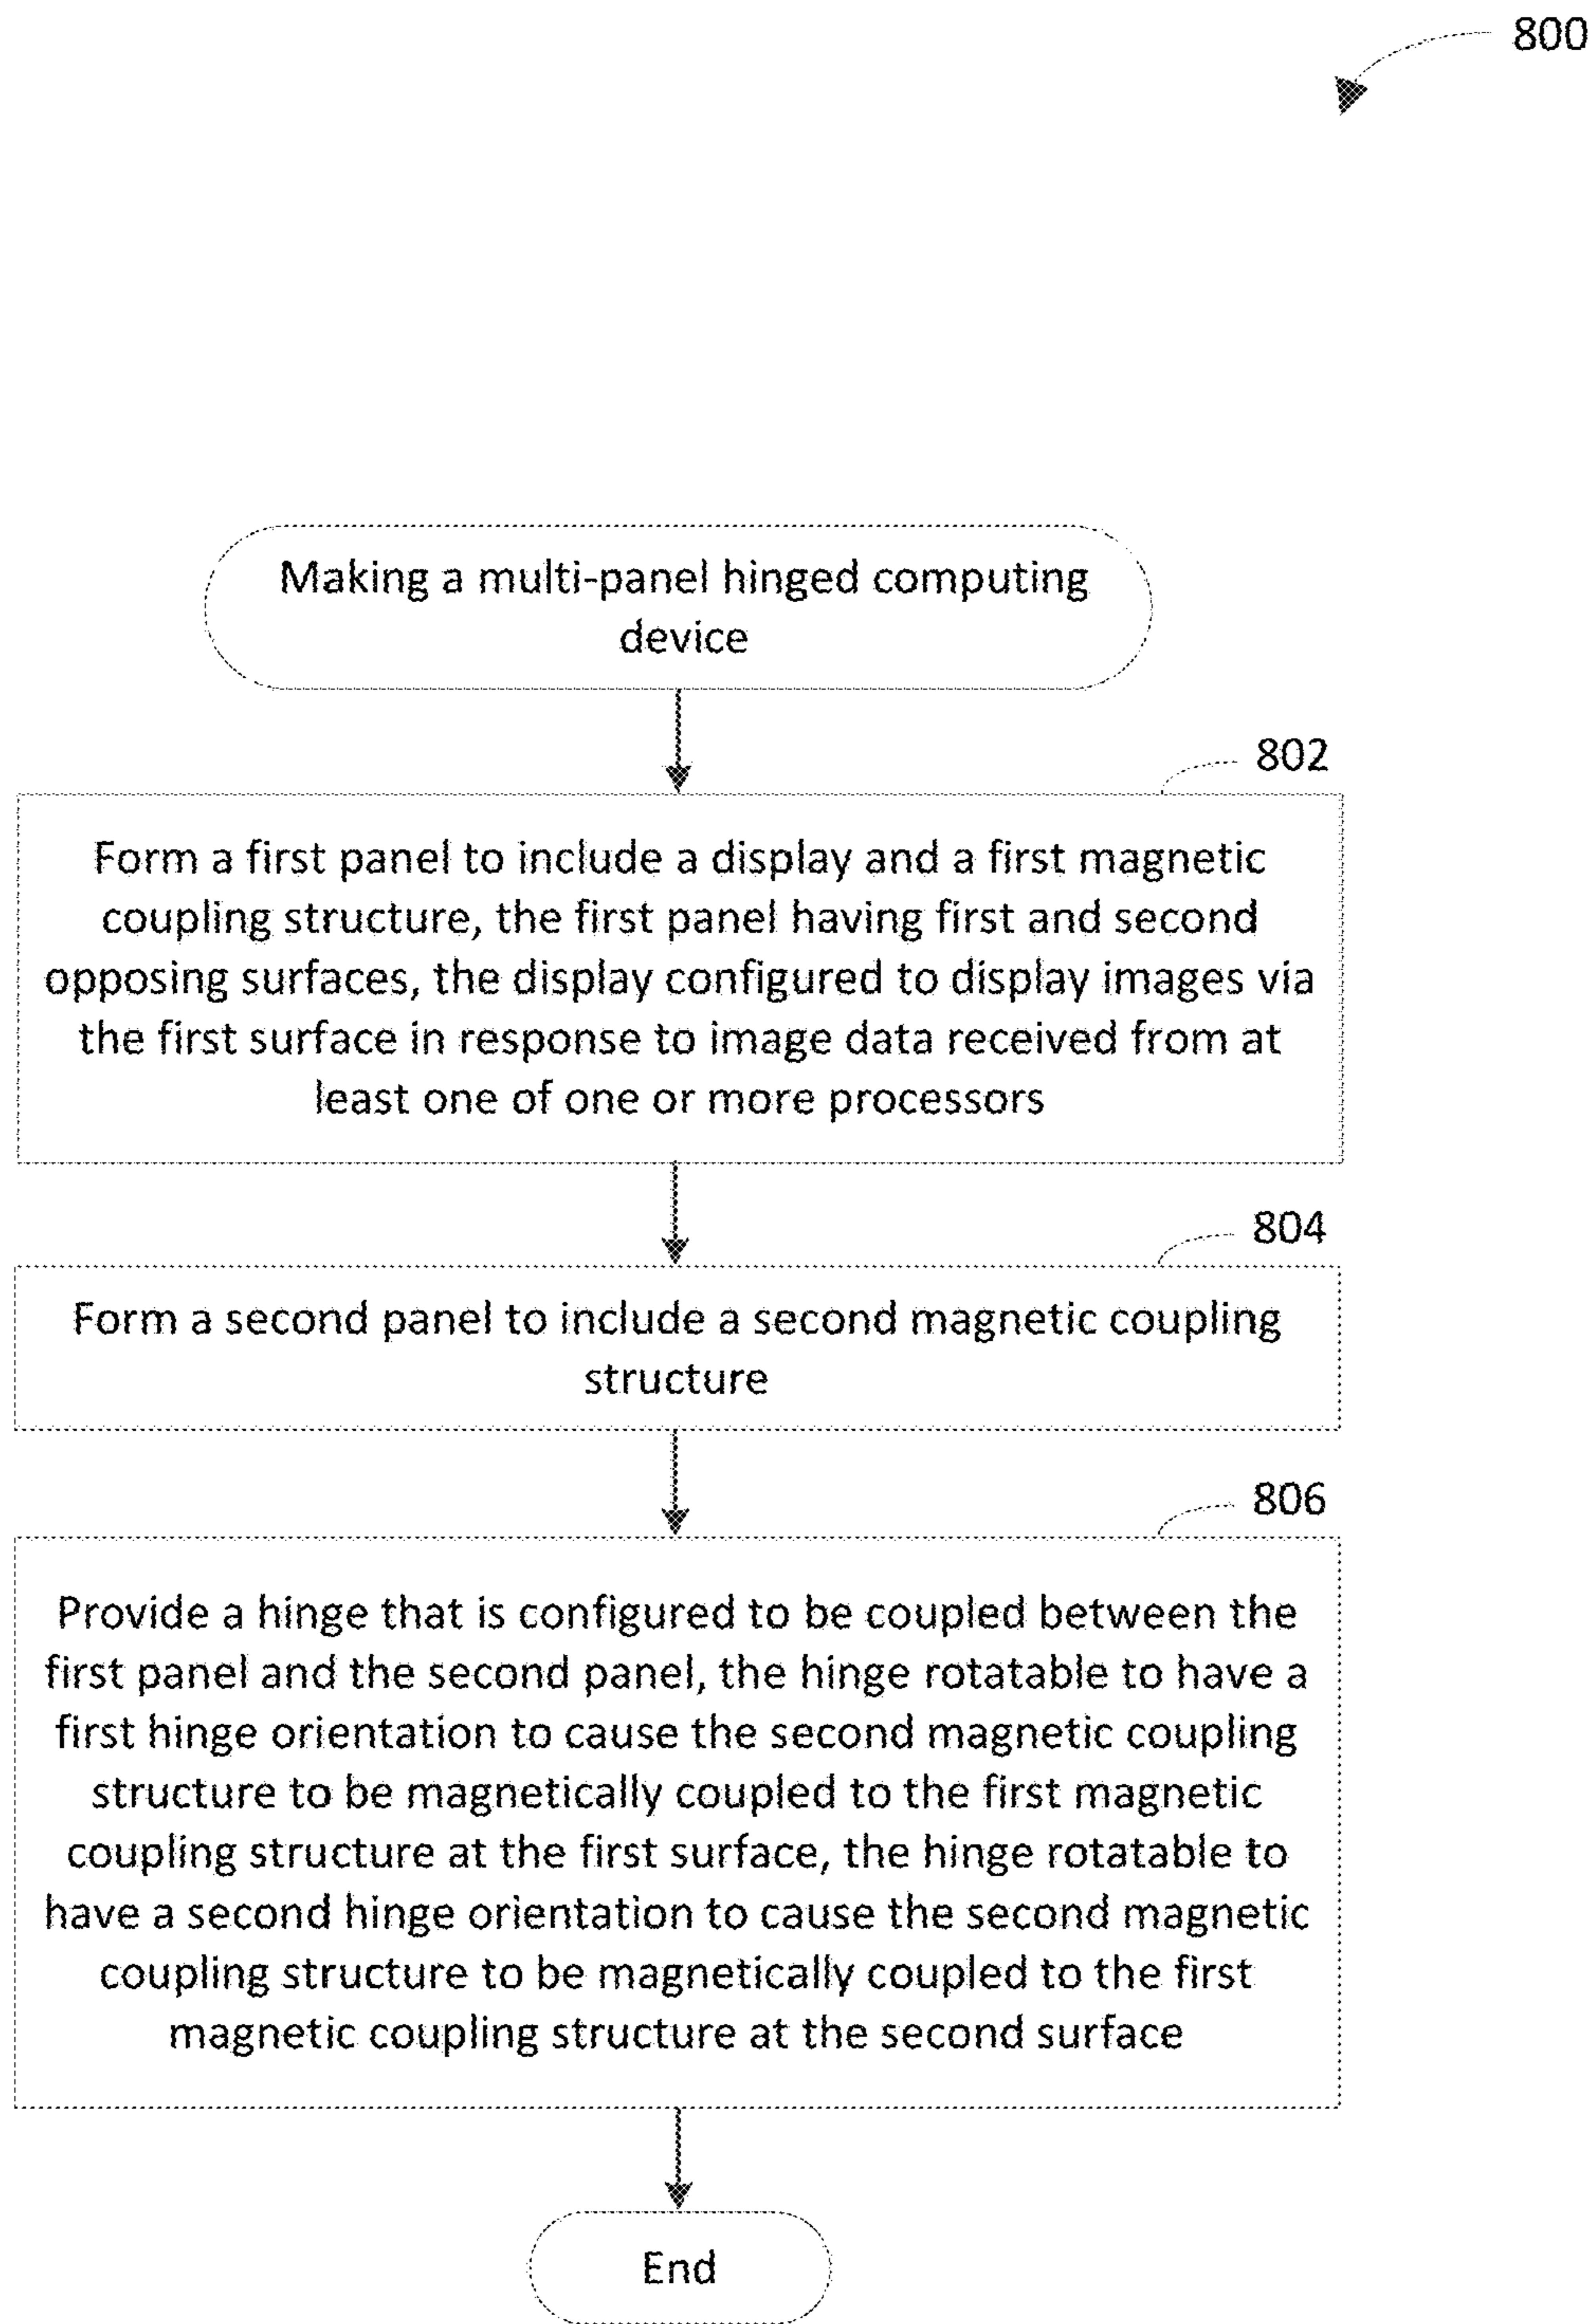 800
Making a multi-panel hinged computing
device
802
Form a first panel to include a display and a first magnetic
coupling structure, the first panel having first and second
opposing surfaces, the display configured to display images via
the first surface in response to image data received from at
least one of one or more processors
804
Form a second panel to include a second magnetic coupling
structure
806
Provide a hinge that is configured to be coupled between the
first panel and the second panel, the hinge rotatable to have a
first hinge orientation to cause the second magnetic coupling
structure to be magnetically coupled to the first magnetic
coupling structure at the first surface, the hinge rotatable to
have a second hinge orientation to cause the second magnetic
coupling structure to be magnetically coupled to the first
magnetic coupling structure at the second surface
End